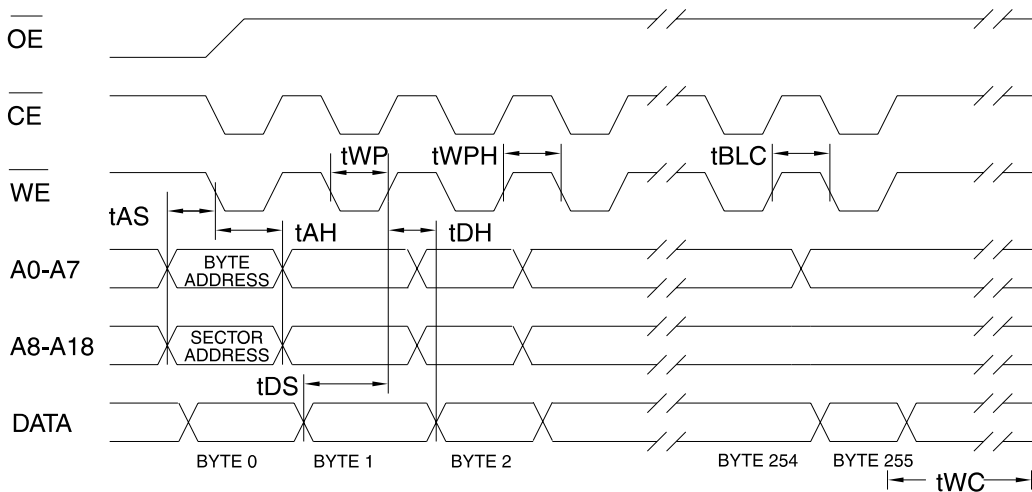 OE
CE
tWP tWPH tBLC
WE
tAS
tAH tDH
A0-A7 BYTE
ADDRESS
A8-A18 SECTOR
ADDRESS
tDS
DATA
BYTE 0 BYTE 1 BYTE 2 BYTE 254 BYTE 255
tWC